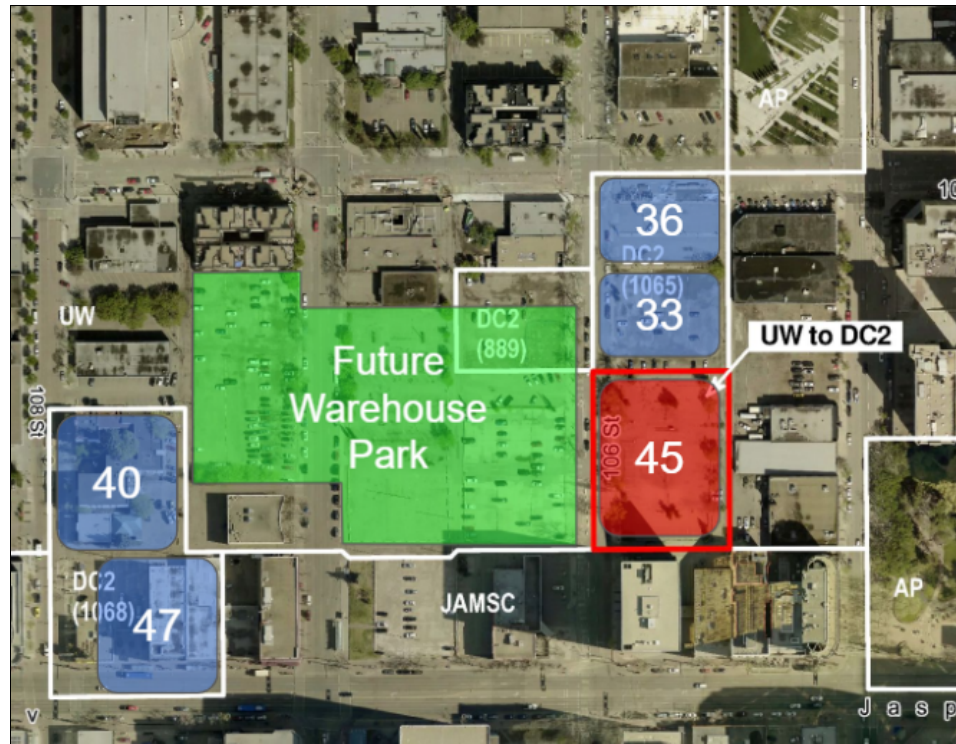 AP
10
36
DC2
(1065)
33
UW
DC2
(889)
UW to DC2
Future
Warehouse
Park
108 St
106 St
45
40
DC2
(1068)
47
JAMSC
AP
v
J a s p